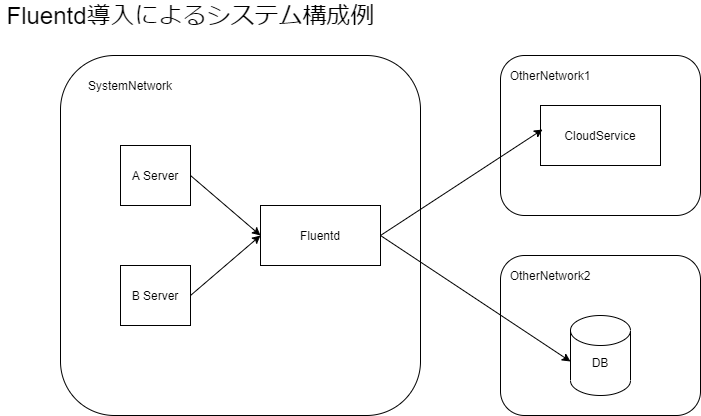 Fluentd導入によるシステム構成例
SystemNetwork
A Server
B Server
Fluentd
OtherNetwork1
CloudService
OtherNetwork2
DB